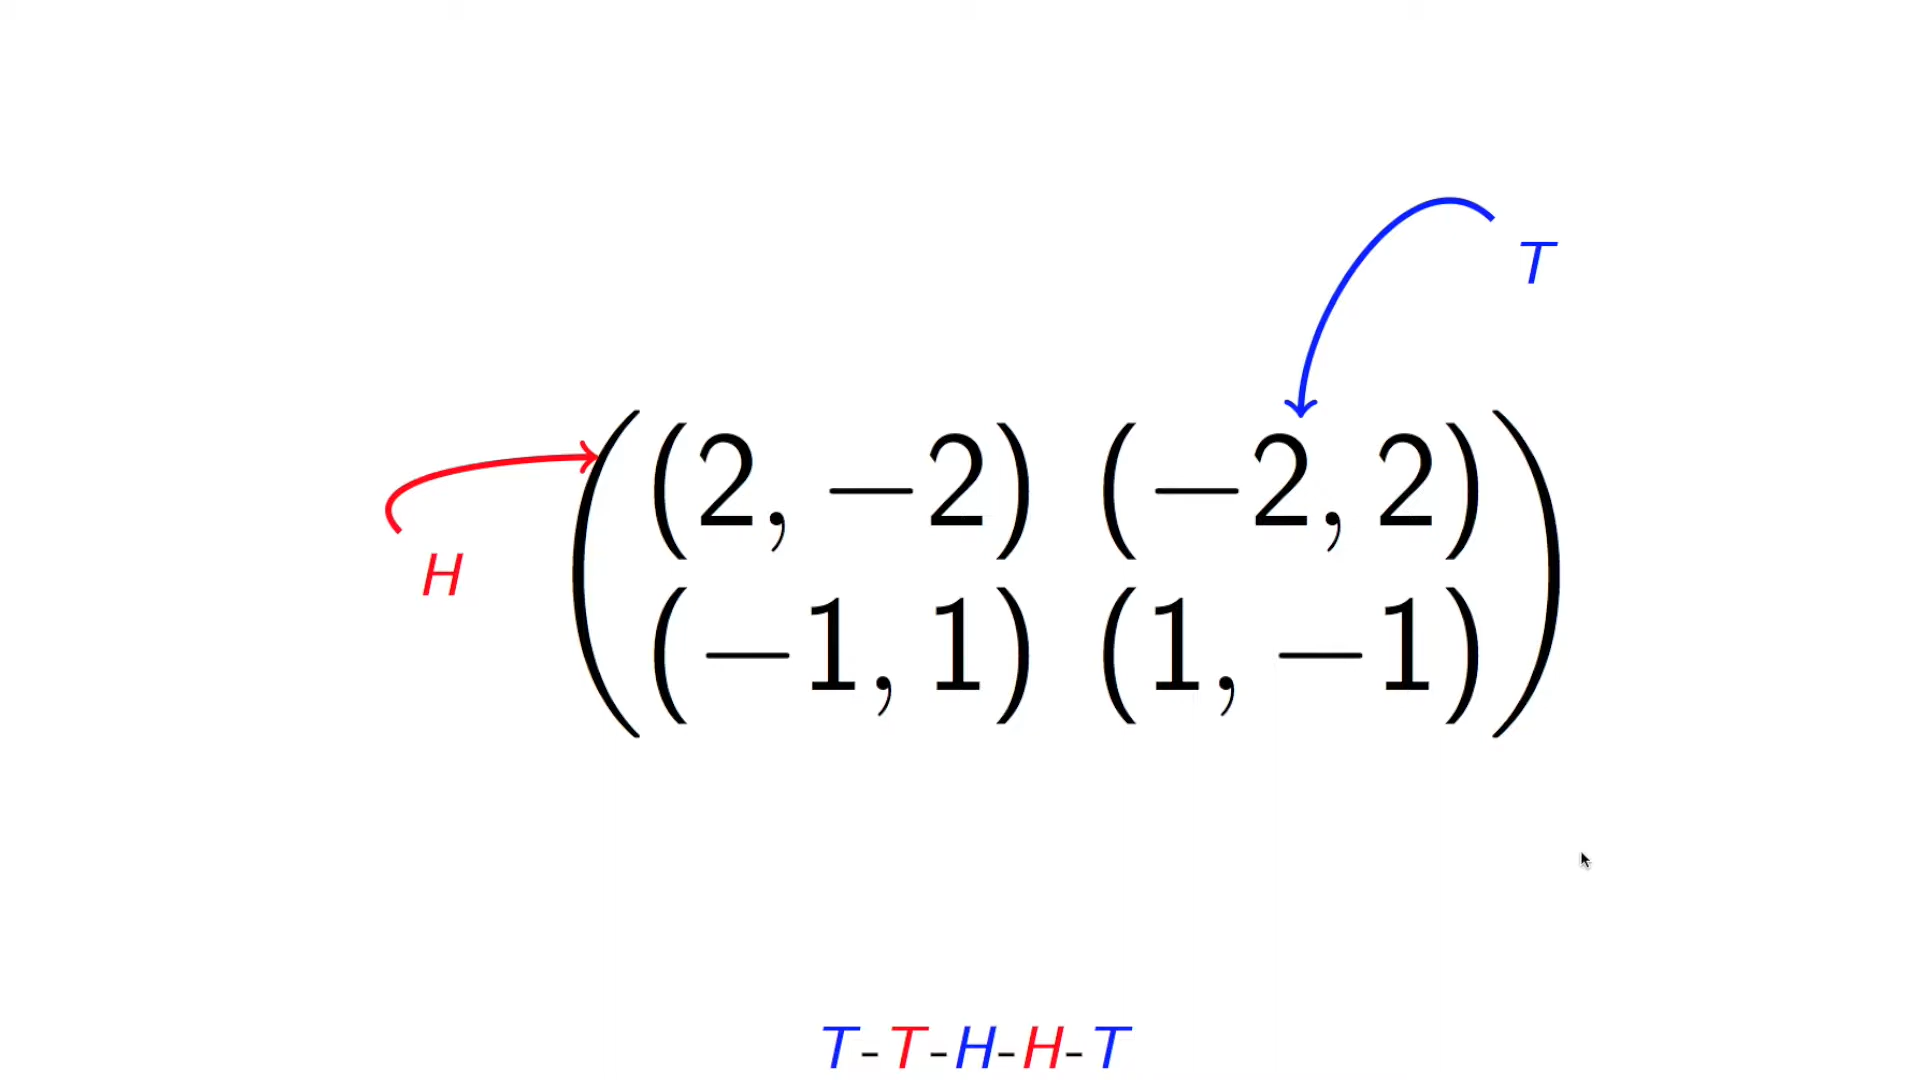 T
(2, −2) (−2, 2)
H
(−1, 1) (1, −1)
T-T-H-H-T